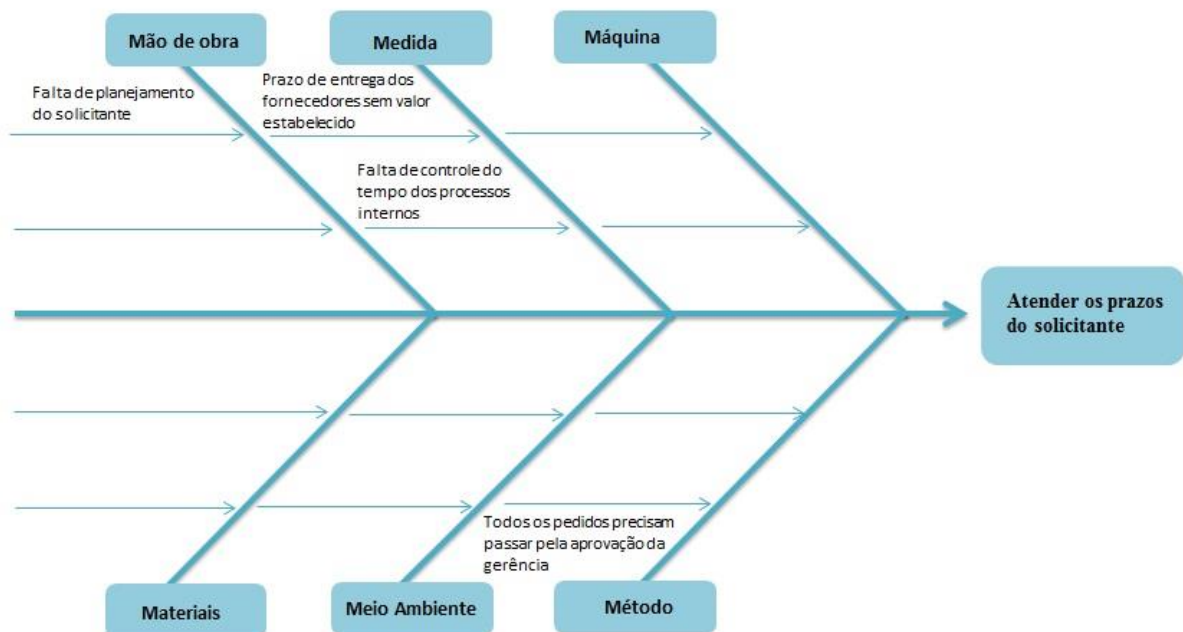 Mão de obra
Medida
Máquina
Falta de planejamento
do solicitante
Prazo de entrega dos
fornecedores sem valor
estabelecido
Falta de controle do
tempo dos processos
internos
Atender os prazos
do solicitante
Todos os pedidos precisam
passar pela aprovação da
gerência
Materiais
Meio Ambiente
Método